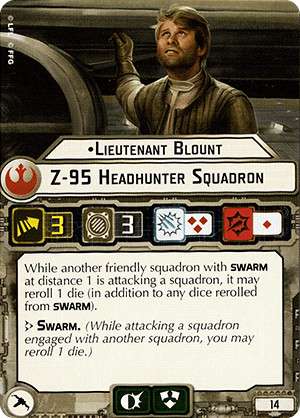 © LFL © FFG
•Lieutenant Blount
Z-95 Headhunter Squadron
3
3
While another friendly squadron with SWARM
at distance 1 is attacking a squadron, it may
reroll 1 die (in addition to any dice rerolled
from SWARM).
Swarm. (While attacking a squadron
engaged with another squadron, you may
reroll 1 die.)
14